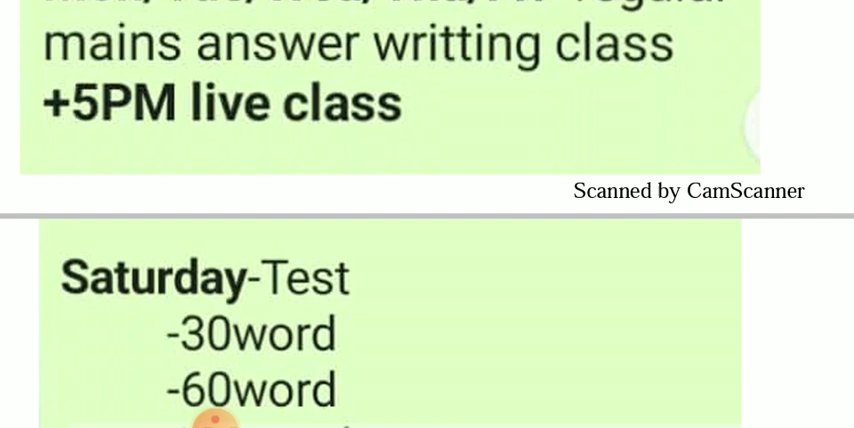 mains answer writting class
+5PM live class
Scanned by CamScanner
Saturday-Test
-30word
-60word